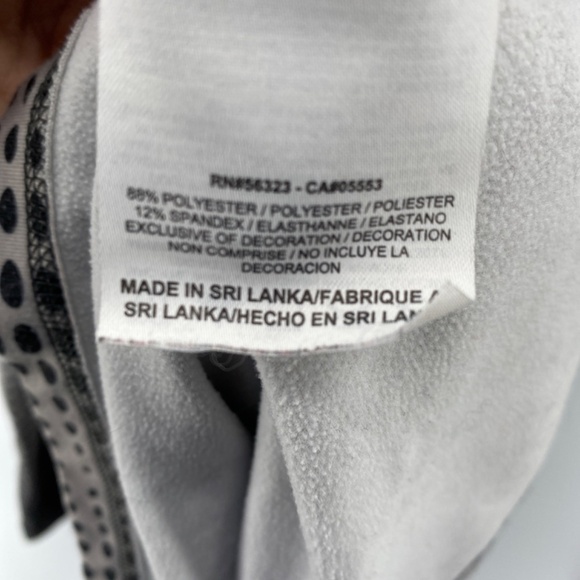 RN#56323 - CA#05553
88% POLYESTER / POLYESTER / POLIESTER
12% SPANDEX / ELASTHANNE / ELASTANO
EXCLUSIVE OF DECORATION / DECORATION
NON COMPRISE / NO INCLUYE LA
DECORACION
MADE IN SRI LANKA/FABRIQUE
SRI LANKA/HECHO EN SRI